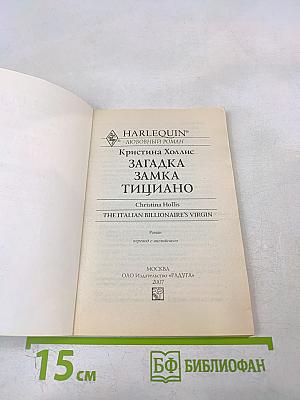 HARLEQUIN®
ЛЮБОВНЫЙ РОМАН
Кристина Холлис
ЗАГАДКА
ЗАМКА
ТИЦИАНО
Christina Hollis
THE ITALIAN BILLIONAIRE'S VIRGIN
Роман
перевод с английского
МОСКВА
ОАО Издательство «РАДУГА»
2007
15 см
БФ БИБЛИОФАН